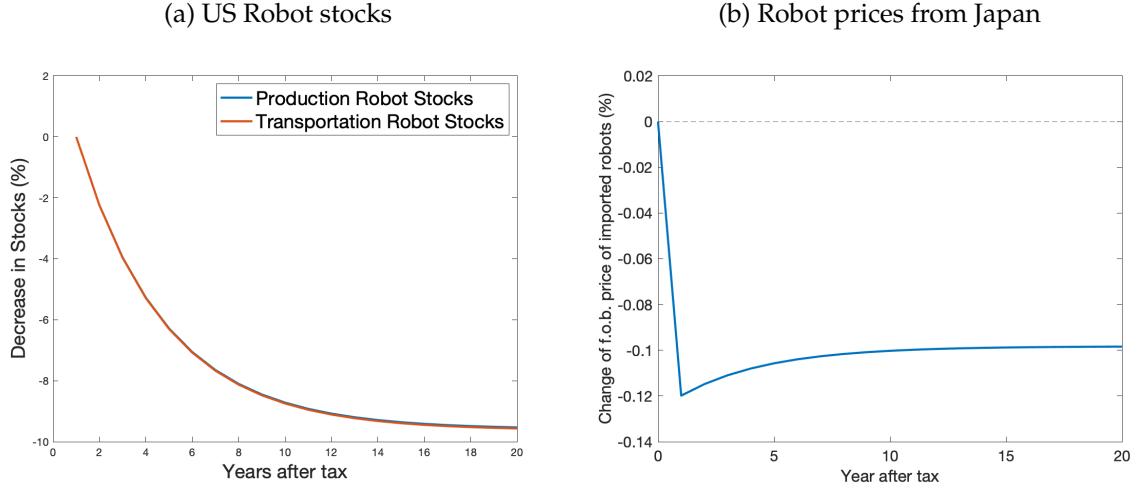 (a) US Robot stocks
2
0
-2
-4
-6
-8
-10
0 2 4 6 8 10 12 14 16 18 20
Decrease in Stocks (%)
Years after tax
Production Robot Stocks
Transportation Robot Stocks
(b) Robot prices from Japan
0.02
0
-0.02
-0.04
-0.06
-0.08
-0.1
-0.12
-0.14
0 5 10 15 20
Change of f.o.b. price of imported robots (%)
Year after tax